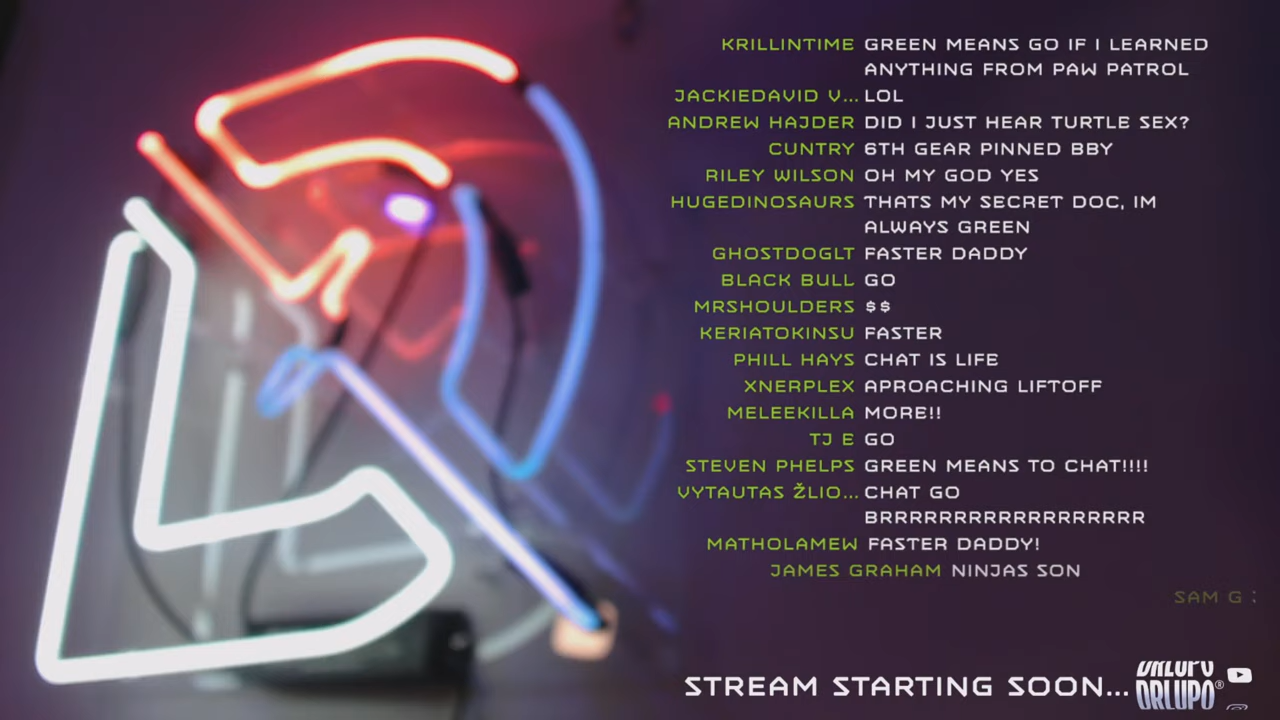 KRILLINTIME GREEN MEANS GO IF I LEARNED
ANYTHING FROM PAW PATROL
JACKIEDAVID V... LOL
ANDREW HAJDER DID I JUST HEAR TURTLE SEX?
CUNTRY 6TH GEAR PINNED BBY
RILEY WILSON OH MY GOD YES
HUGEDINOSAURS THATS MY SECRET DOC, IM
ALWAYS GREEN
GHOSTDOGLT FASTER DADDY
BLACK BULL GO
MRSHOULDERS $$
KERIATOKINSU FASTER
PHILL HAYS CHAT IS LIFE
XNERPLEX APROACHING LIFTOFF
MELEEKILLA MORE!!
TJ E GO
STEVEN PHELPS GREEN MEANS TO CHAT!!!!
VYTAUTAS ŽLIO... CHAT GO
BRRRRRRRRRRRRRRRRRR
MATHOLAMEW FASTER DADDY!
JAMES GRAHAM NINJAS SON
SAM G :
STREAM STARTING SOON... DRLUPO®